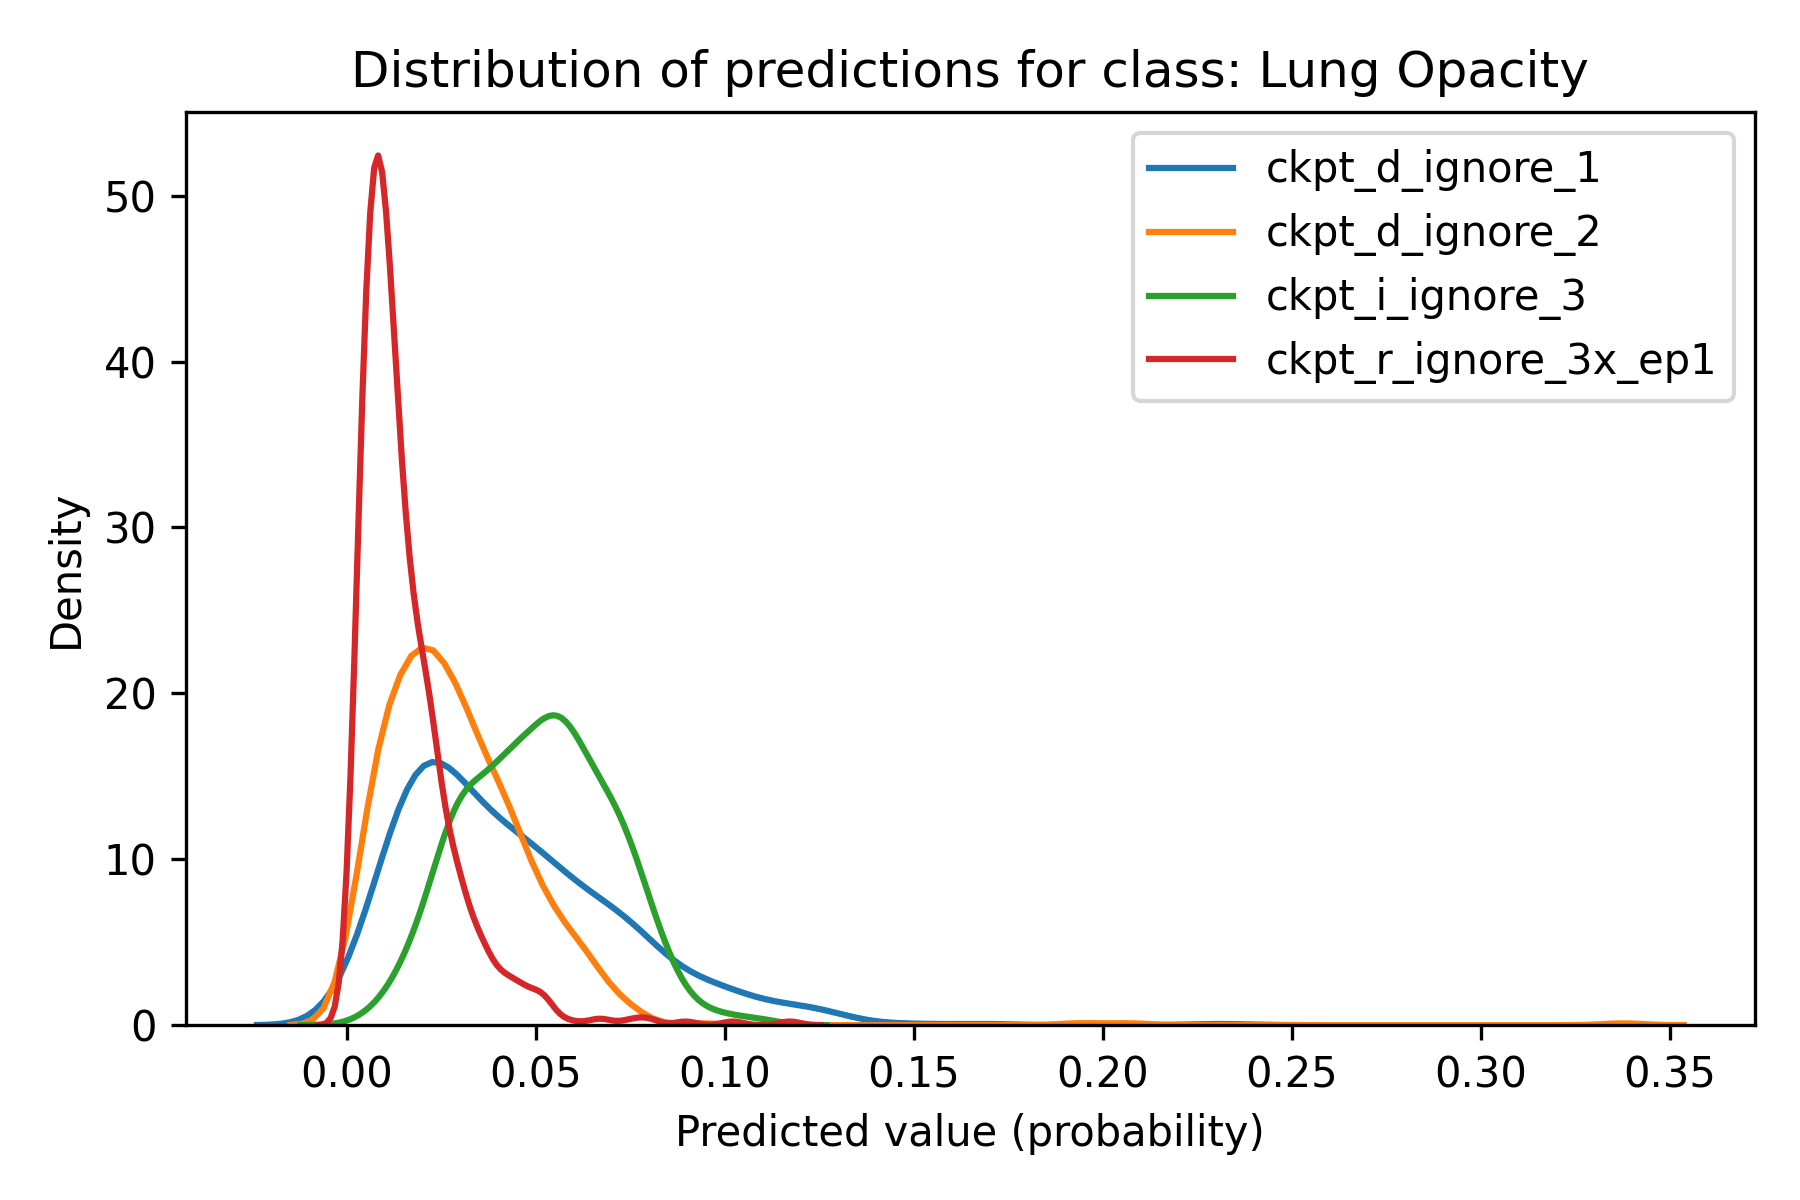 Distribution of predictions for class: Lung Opacity
ckpt_d_ignore_1
ckpt_d_ignore_2
ckpt_i_ignore_3
ckpt_r_ignore_3x_ep1
Density
50
40
30
20
10
0
0.00 0.05 0.10 0.15 0.20 0.25 0.30 0.35
Predicted value (probability)